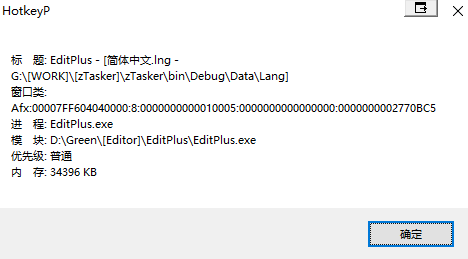 HotkeyP
标　题: EditPlus - [简体中文.lng -
G:\[WORK]\[zTasker]\zTasker\bin\Debug\Data\Lang]
窗口类:
Afx:00007FF604040000:8:0000000000010005:0000000000000000:0000000002770BC5
进　程: EditPlus.exe
模　块: D:\Green\[Editor]\EditPlus\EditPlus.exe
优先级: 普通
内　存: 34396 KB
确定